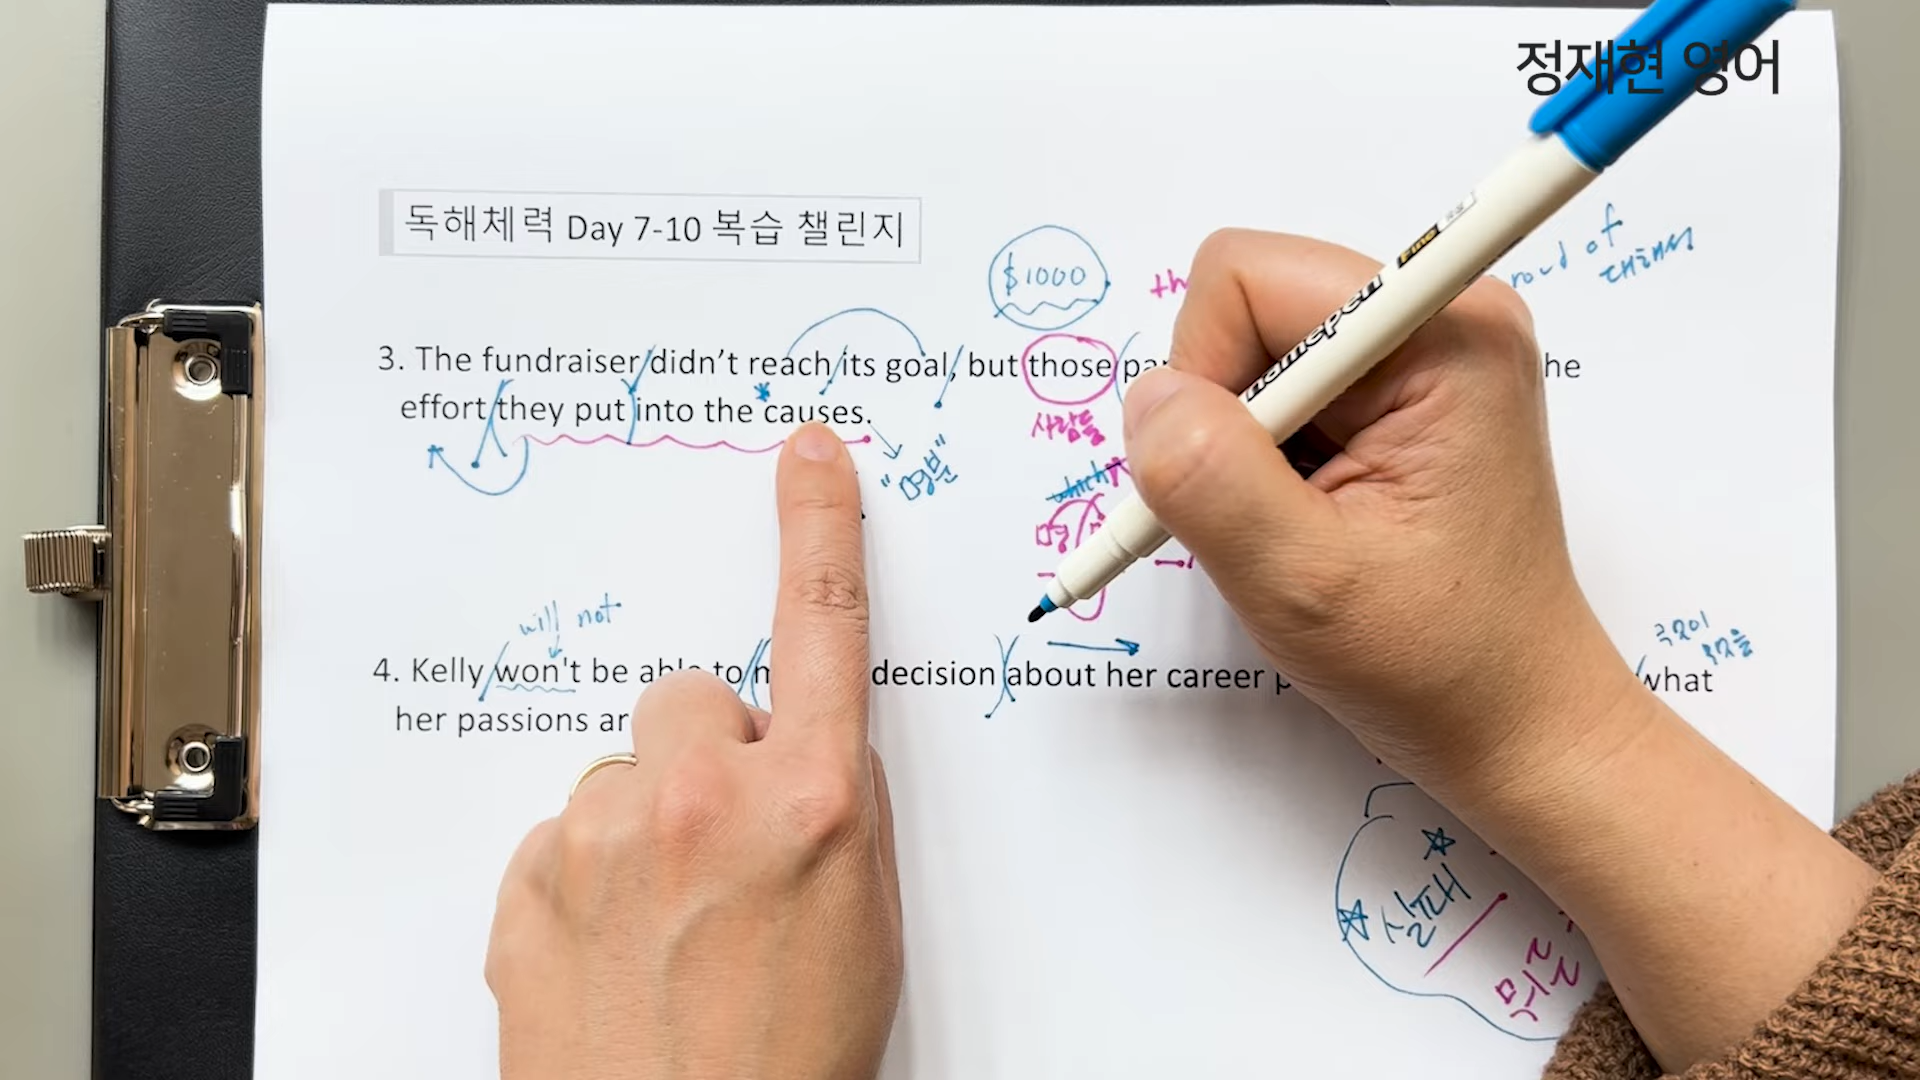 정재현 영어
독해체력 Day 7-10 복습 챌린지
$1000
th
of
대해서
3. The fundraiser didn't reach its goal, but those pa he
effort they put into the causes.
사람들
"명분"
which
will not
4. Kelly won't be able to decision about her career what
her passions ar
실패